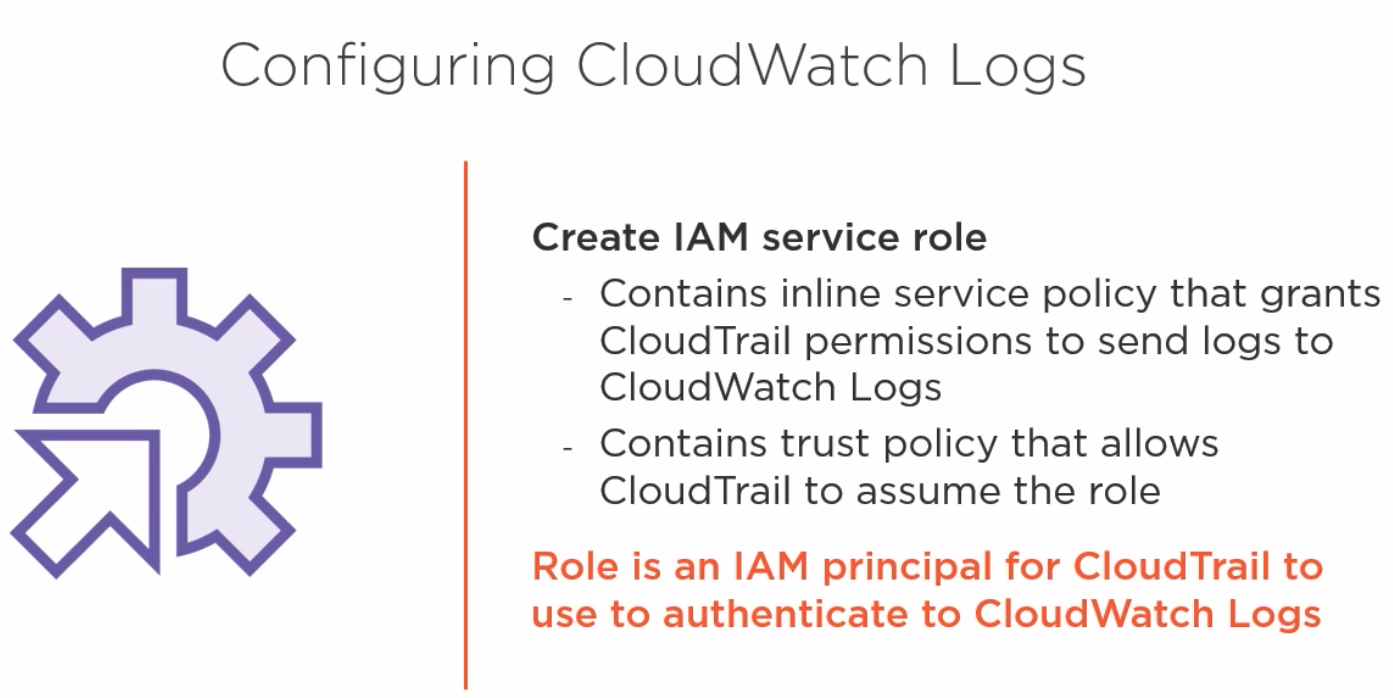 Configuring CloudWatch Logs
Create IAM service role
- Contains inline service policy that grants
CloudTrail permissions to send logs to
CloudWatch Logs
- Contains trust policy that allows
CloudTrail to assume the role
Role is an IAM principal for CloudTrail to
use to authenticate to CloudWatch Logs